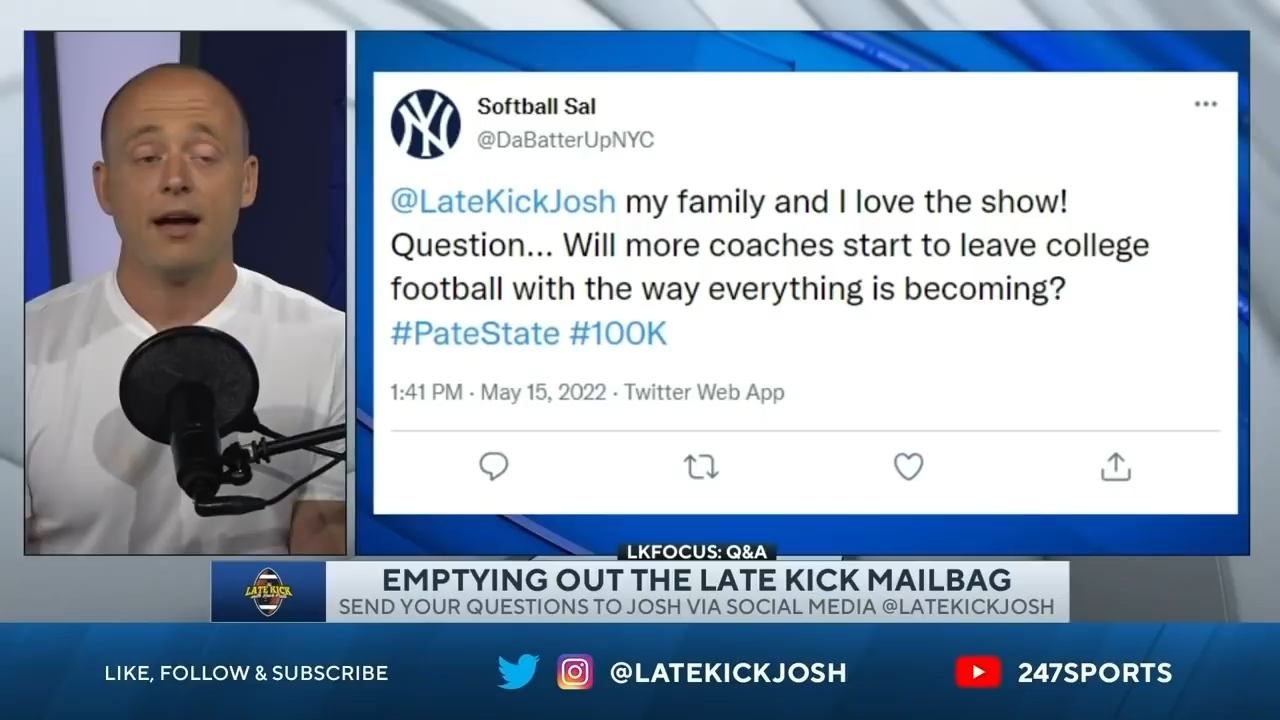 Softball Sal
@DaBatterUpNYC
@LateKickJosh my family and I love the show!
Question... Will more coaches start to leave college
football with the way everything is becoming?
#PateState #100K
1:41 PM · May 15, 2022 · Twitter Web App
LKFOCUS: Q&A
LATE KICK
EMPTYING OUT THE LATE KICK MAILBAG
SEND YOUR QUESTIONS TO JOSH VIA SOCIAL MEDIA @LATEKICKJOSH
LIKE, FOLLOW & SUBSCRIBE
@LATEKICKJOSH
247SPORTS